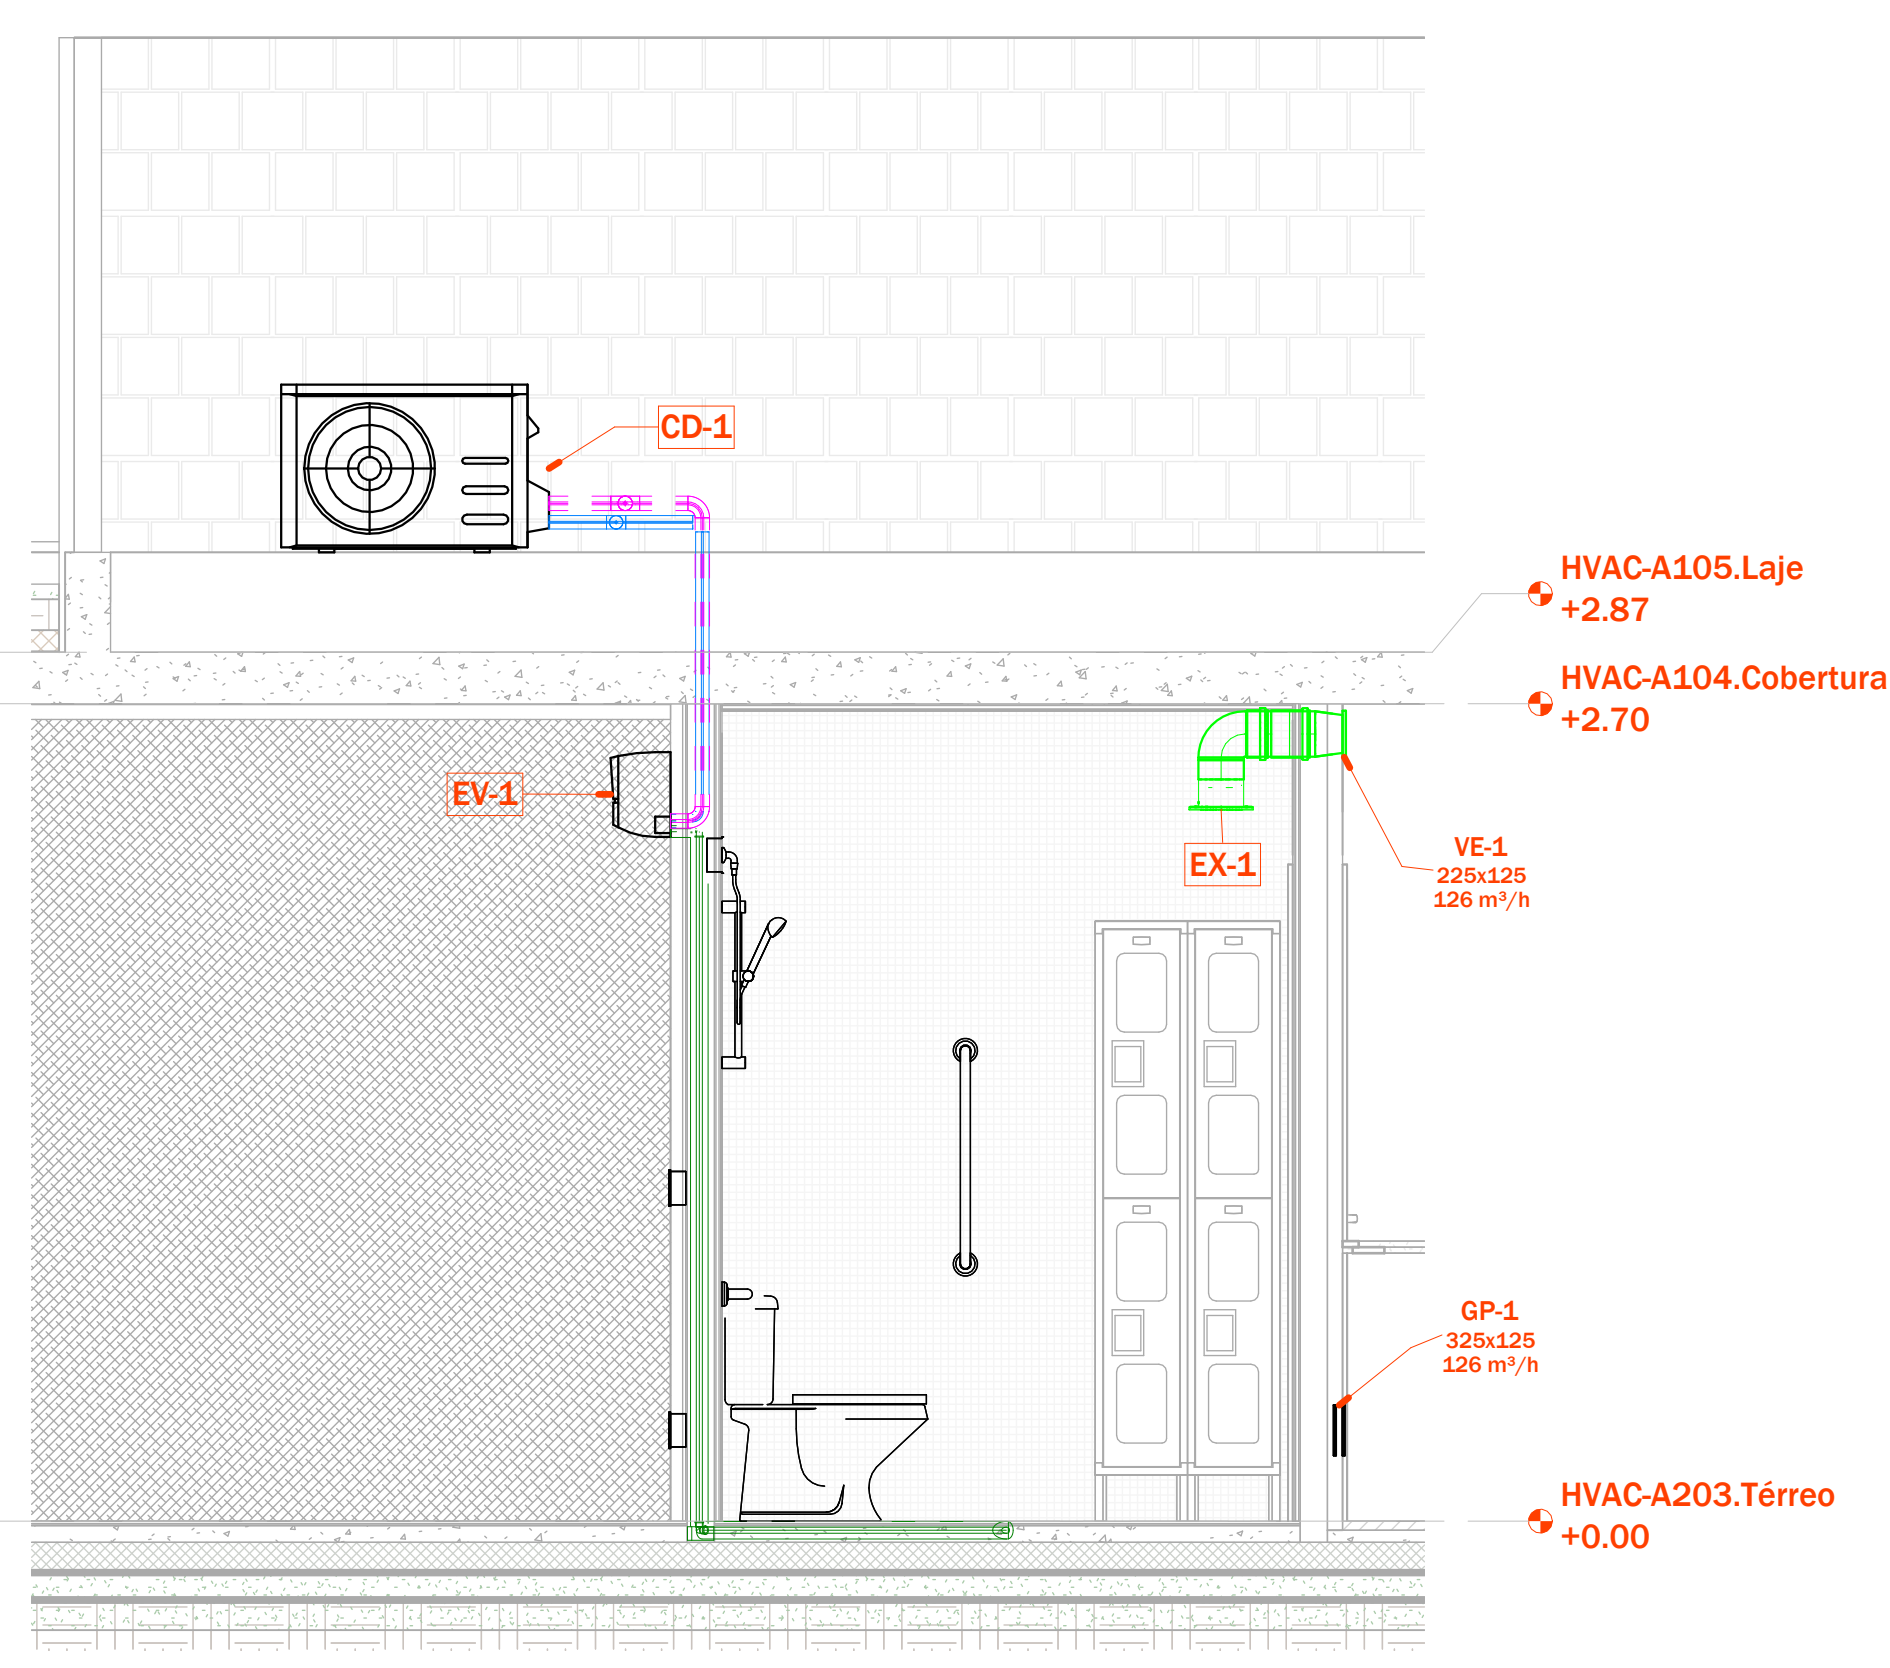 CD-1
HVAC-A105.Laje
+2.87
HVAC-A104.Cobertura
+2.70
EV-1
EX-1
VE-1
225x125
126 m³/h
GP-1
325x125
126 m³/h
HVAC-A203.Térreo
+0.00